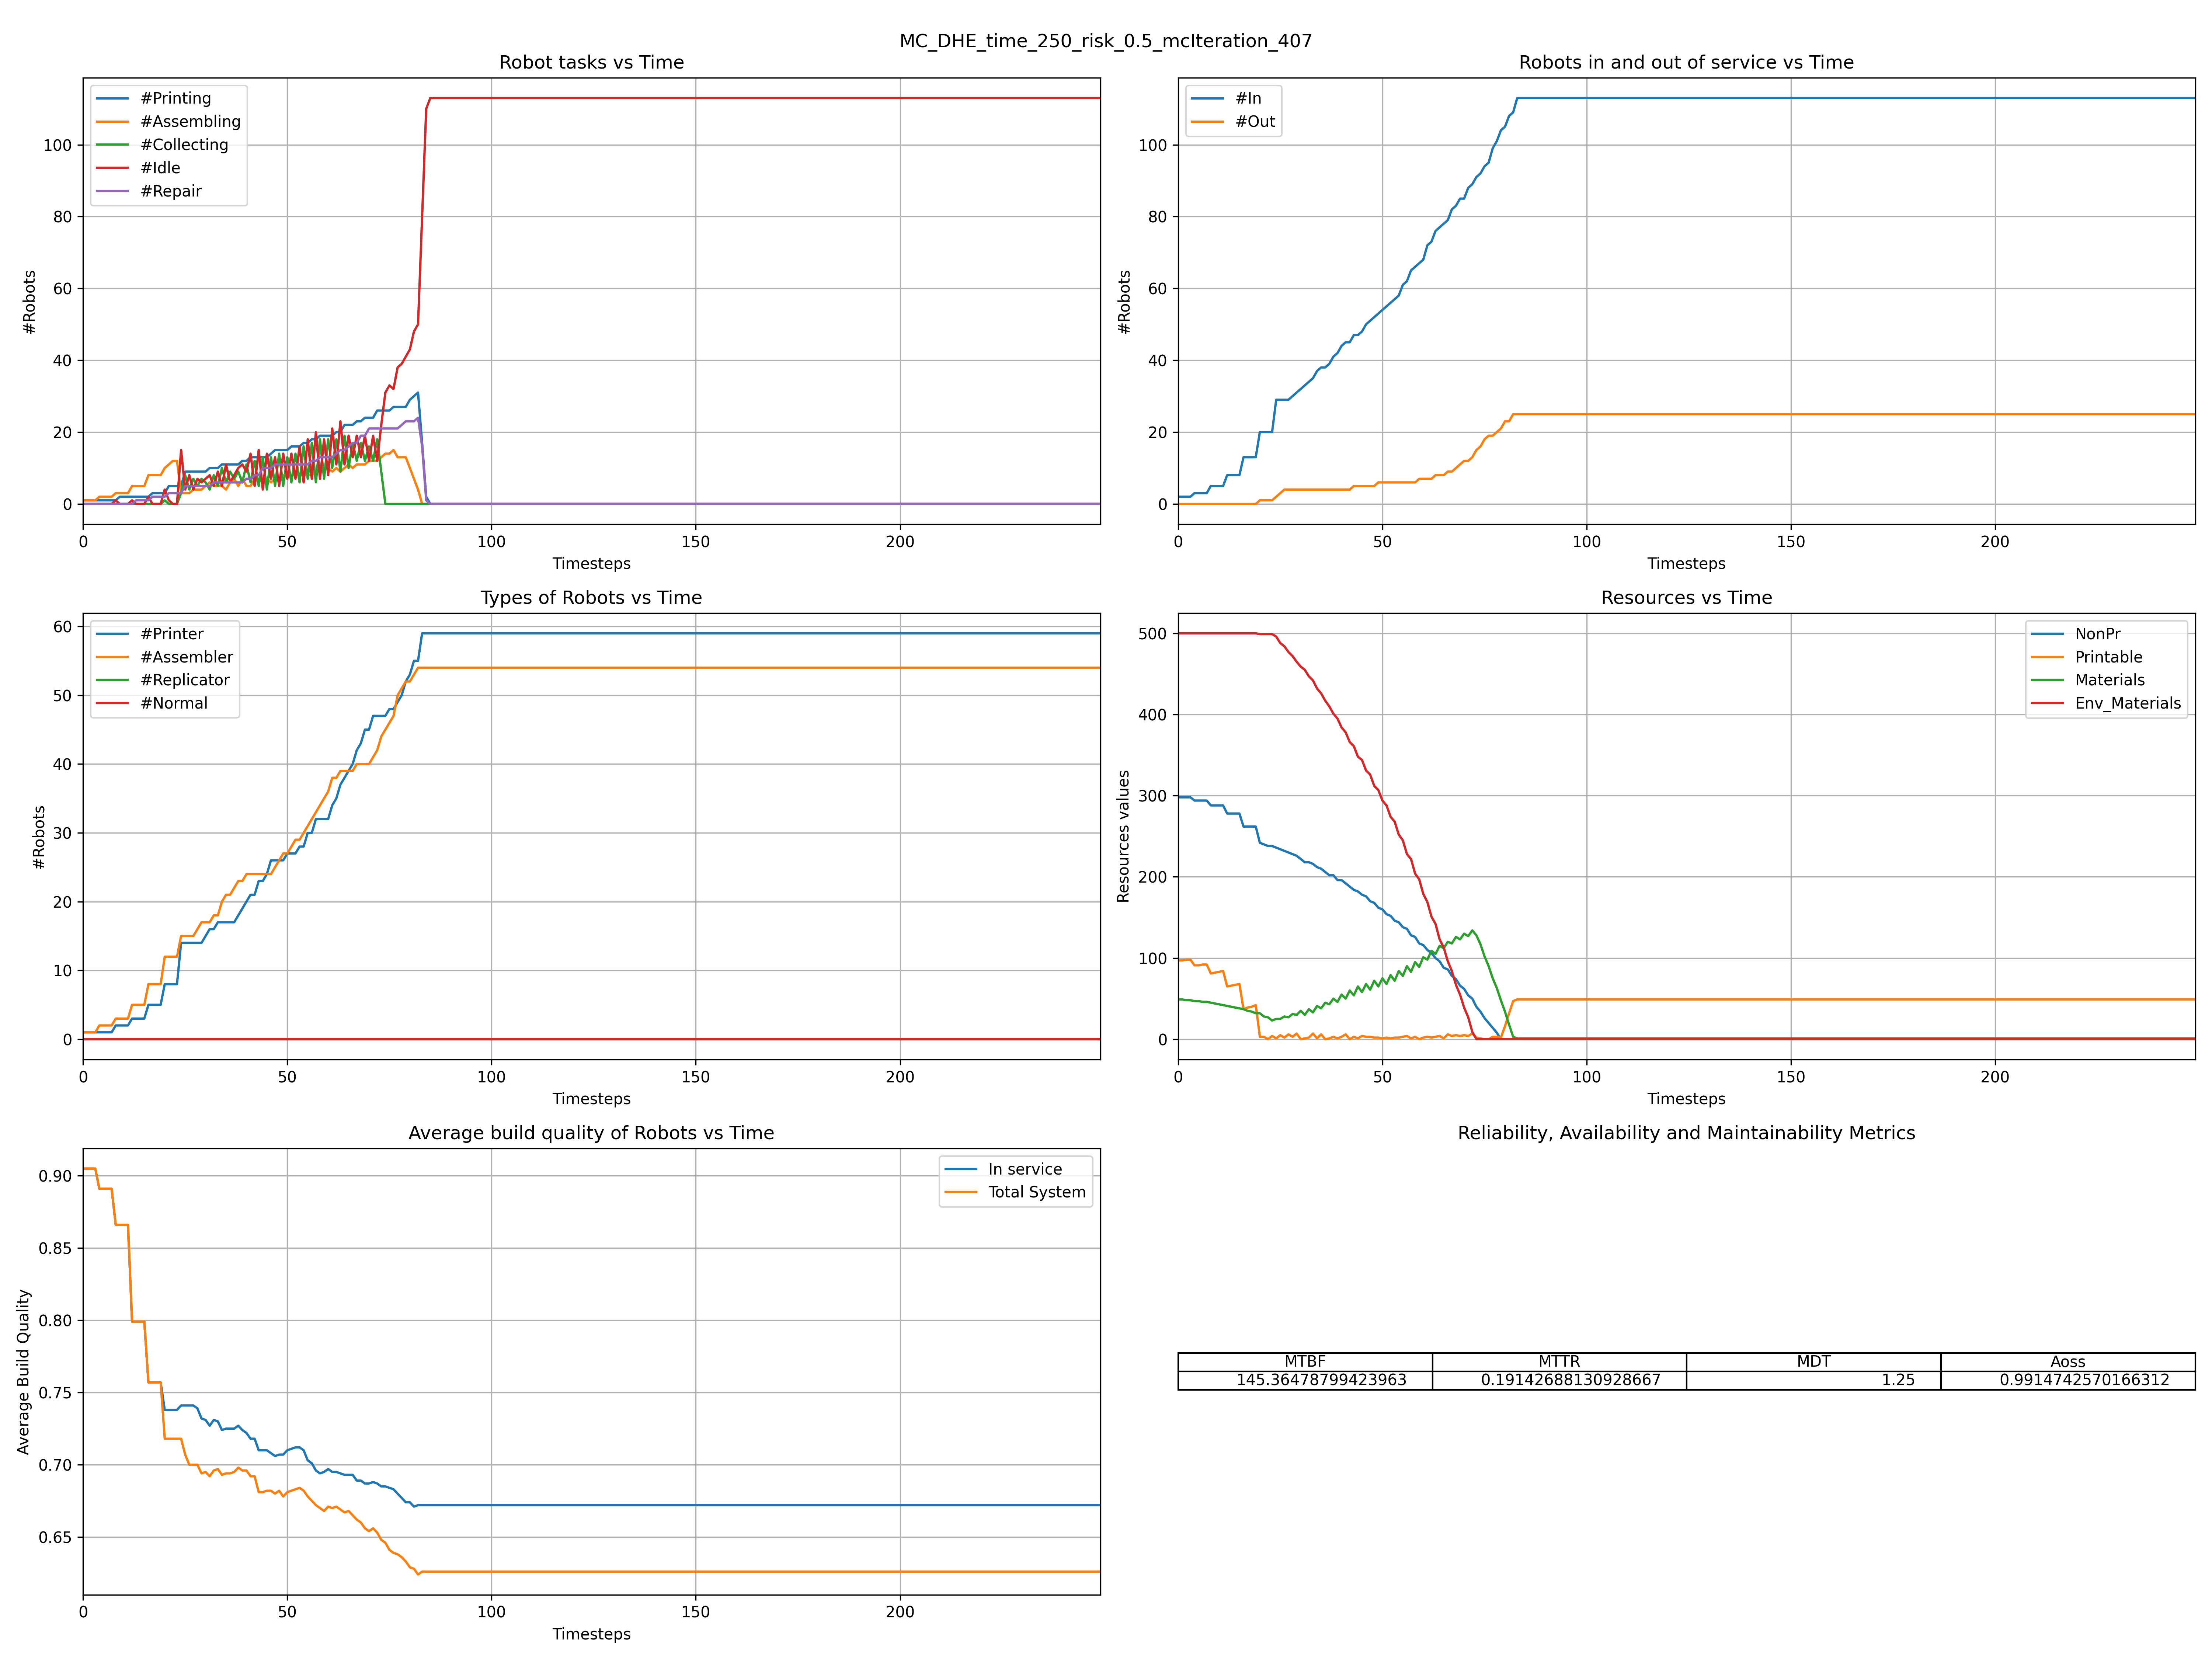 MC_DHE_time_250_risk_0.5_mcIteration_407
Robot tasks vs Time
#Printing
#Assembling
#Collecting
#Idle
#Repair
100
80
60
40
20
0
#Robots
0 50 100 150 200
Timesteps
Robots in and out of service vs Time
#In
#Out
100
80
60
40
20
0
#Robots
0 50 100 150 200
Timesteps
Types of Robots vs Time
#Printer
#Assembler
#Replicator
#Normal
60
50
40
30
20
10
0
#Robots
0 50 100 150 200
Timesteps
Resources vs Time
NonPr
Printable
Materials
Env_Materials
500
400
300
200
100
0
Resources values
0 50 100 150 200
Timesteps
Average build quality of Robots vs Time
In service
Total System
0.90
0.85
0.80
0.75
0.70
0.65
Average Build Quality
0 50 100 150 200
Timesteps
Reliability, Availability and Maintainability Metrics
MTBF MTTR MDT Aoss
145.36478799423963 0.19142688130928667 1.25 0.9914742570166312